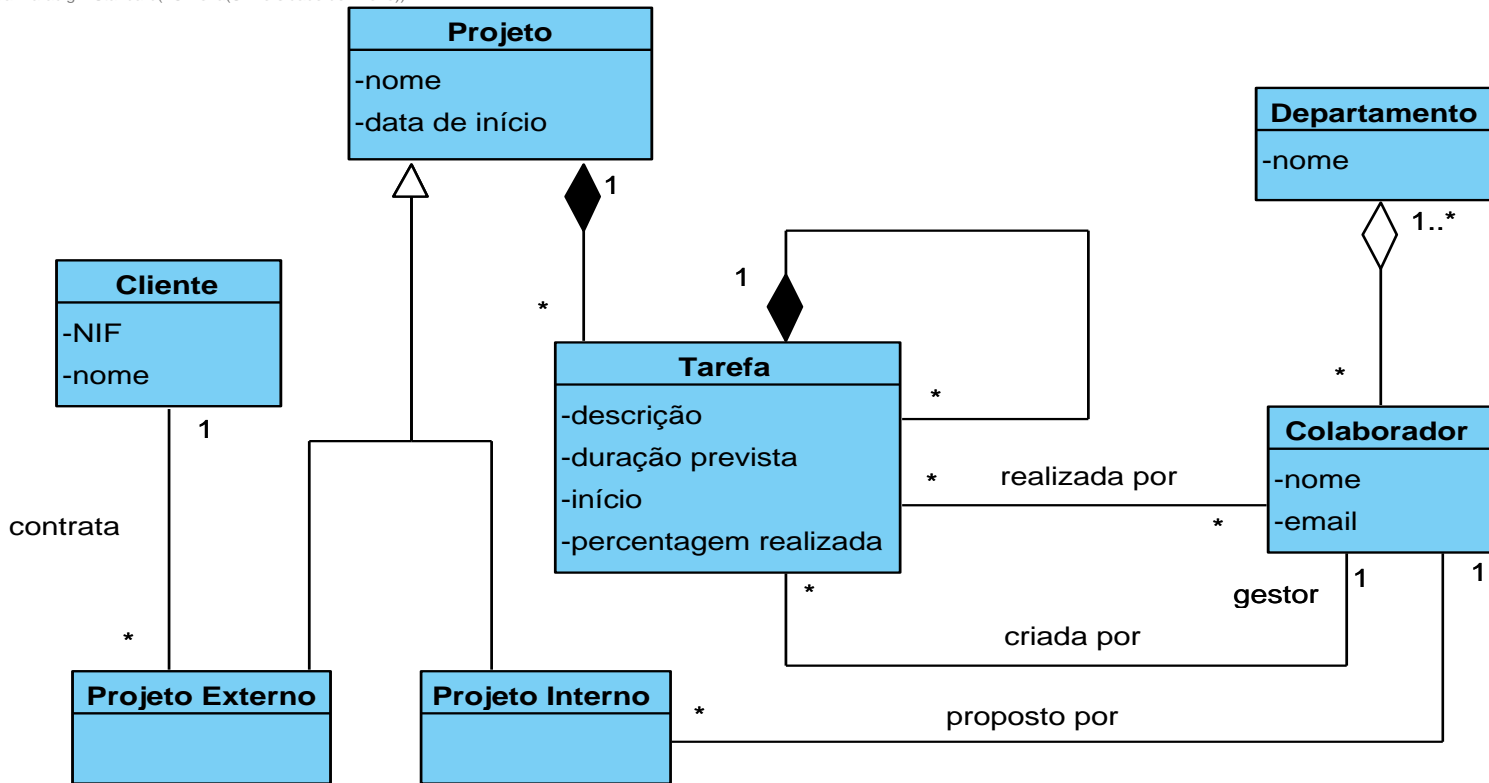 Projeto
-nome
-data de início
Departamento
-nome
1
1..*
Cliente
-NIF
-nome
1
*
Tarefa
-descrição
-duração prevista
-início
-percentagem realizada
*
*
Colaborador
-nome
-email
1
contrata
*
realizada por
*
*
gestor
1
1
criada por
*
Projeto Externo
Projeto Interno
*
proposto por